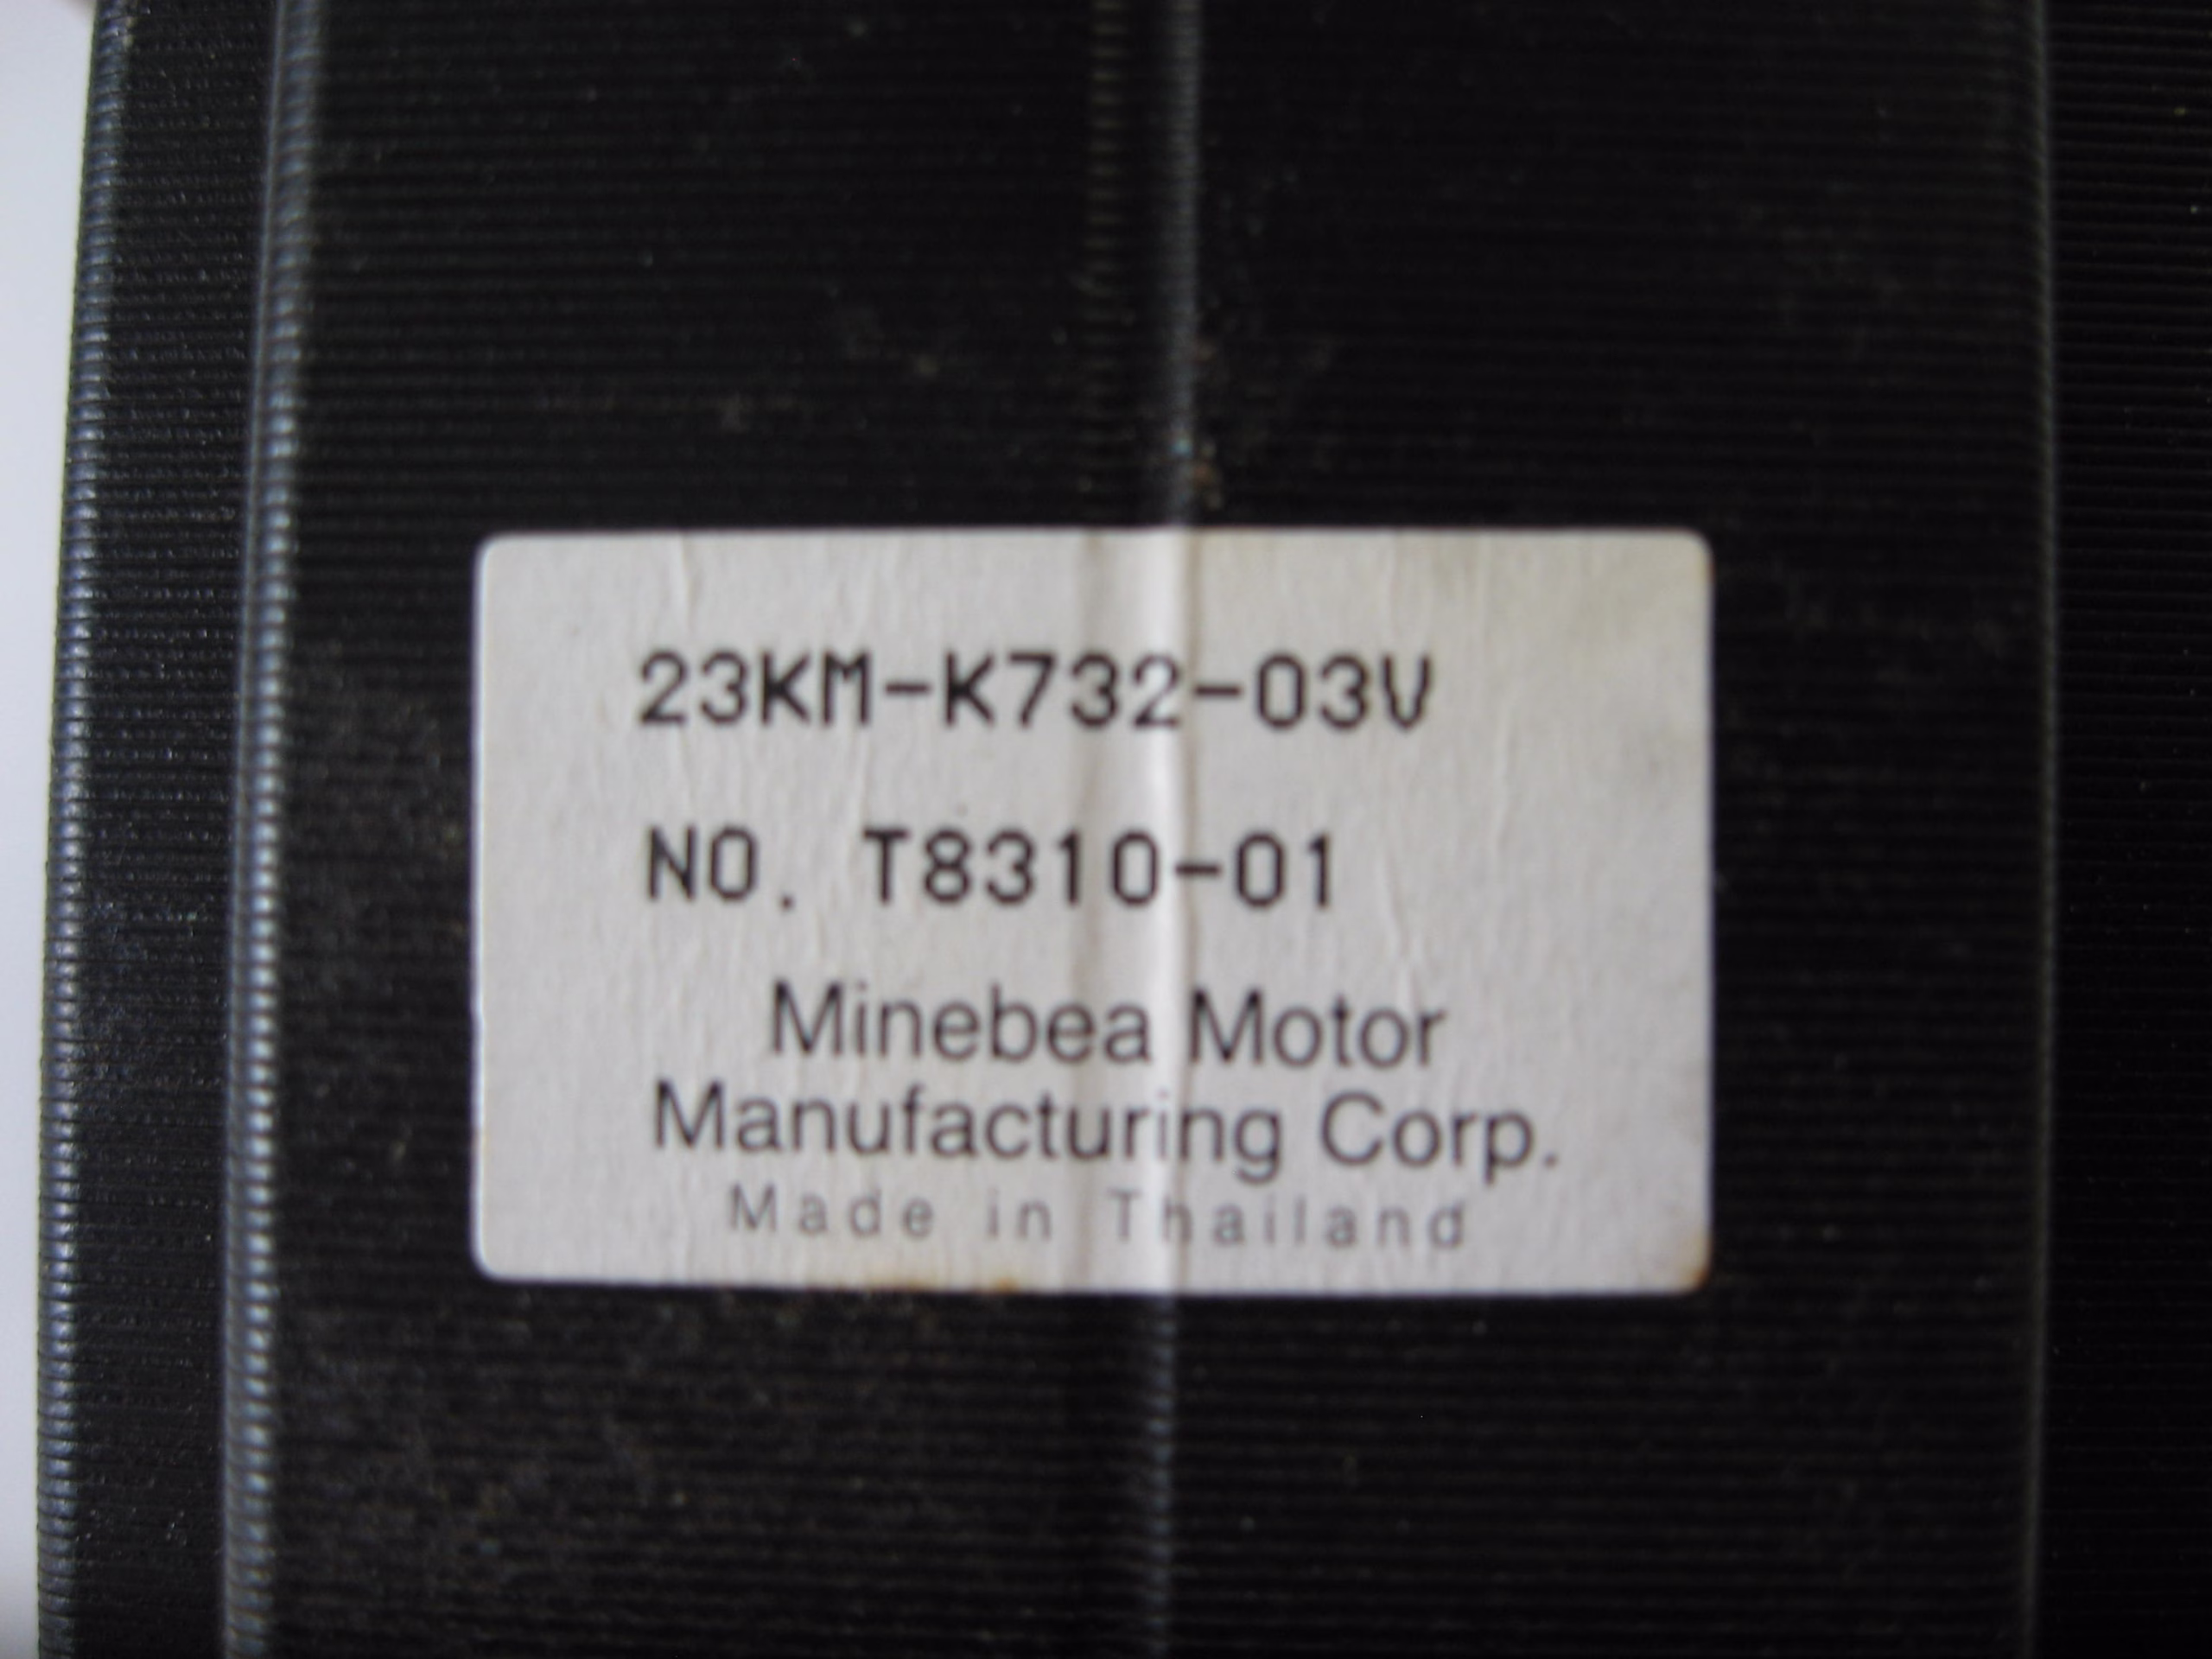 23KM-K732-03V
NO. T8310-01
Minebea Motor
Manufacturing Corp.
Made in Thailand